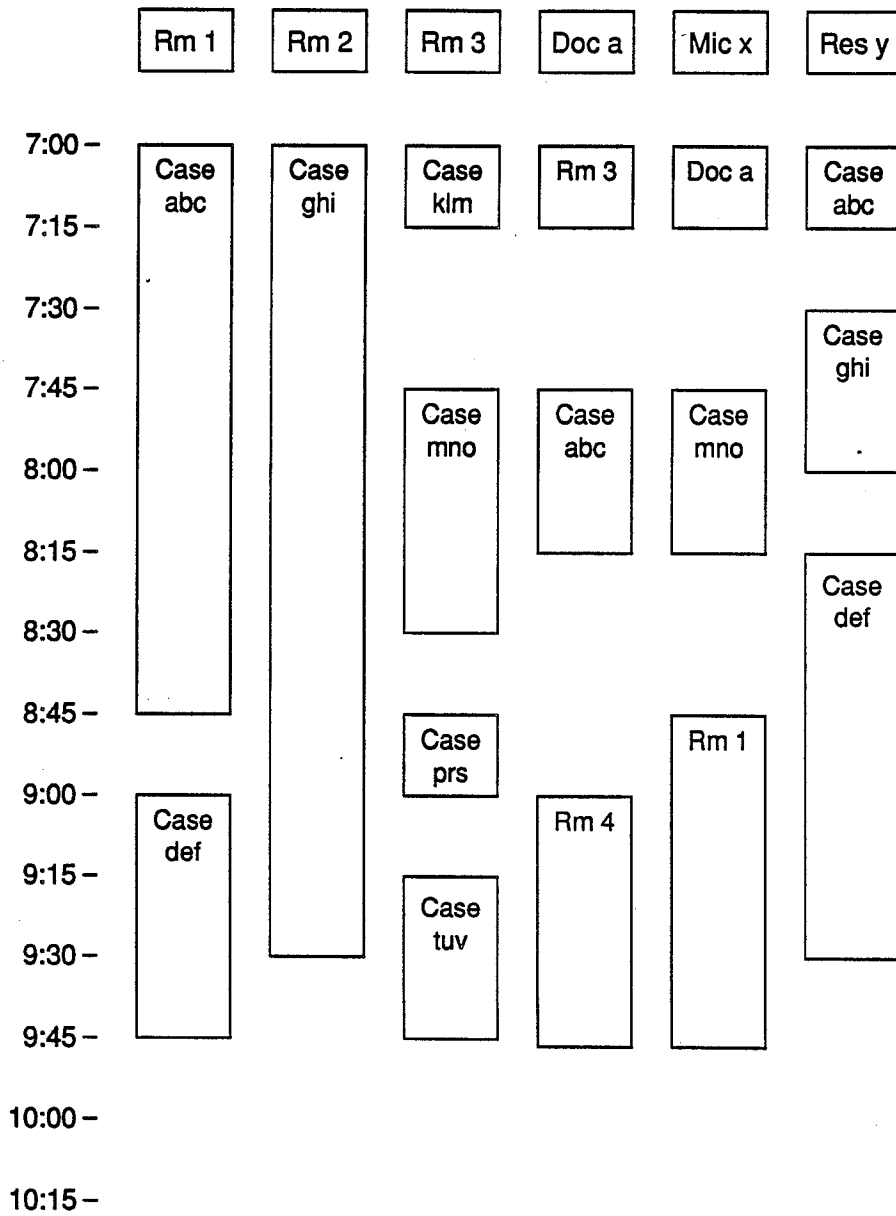 Rm 1 Rm 2 Rm 3 Doc a Mic x Res y
7:00 –
Case Case Case Rm 3 Doc a Case
abc ghi klm abc
7:15 –
7:30 –
Case
ghi
7:45 –
Case Case Case
mno abc mno
8:00 –
8:15 –
Case
def
8:30 –
8:45 –
Case Rm 1
prs
9:00 –
Case Rm 4
def
9:15 –
Case
tuv
9:30 –
9:45 –
10:00 –
10:15 –